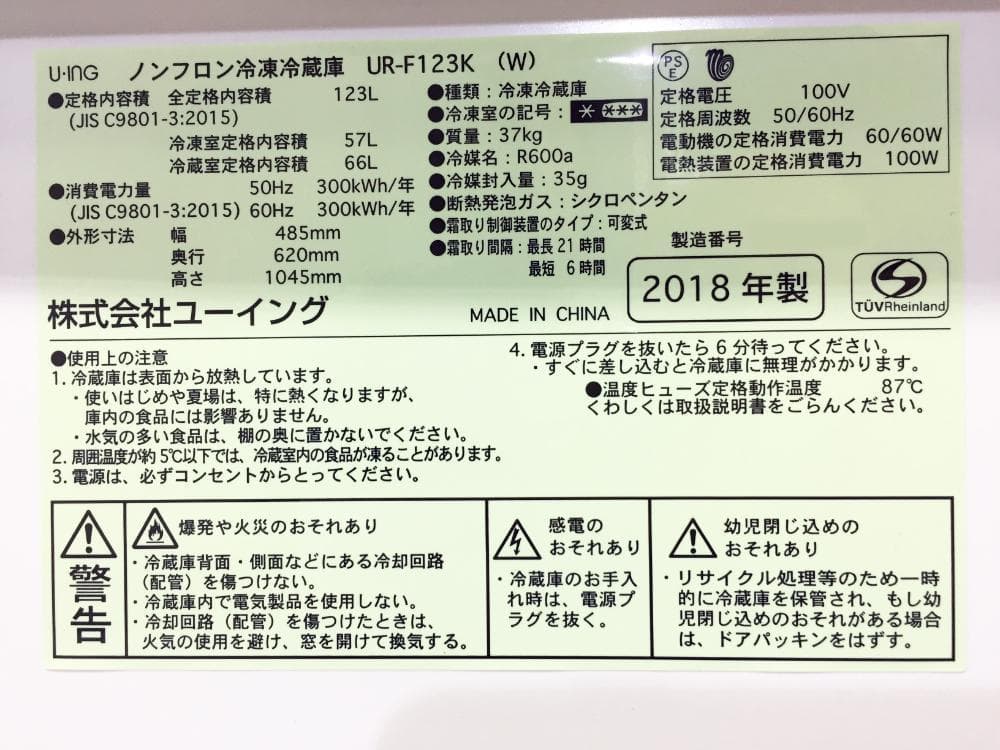 U·ING ノンフロン冷凍冷蔵庫 UR-F123K (W)
●定格内容積 全定格内容積 123L
(JIS C9801-3:2015)
冷凍室定格内容積 57L
冷蔵室定格内容積 66L
●消費電力量 50Hz 300kWh/年
(JIS C9801-3:2015) 60Hz 300kWh/年
●外形寸法 幅 485mm
奥行 620mm
高さ 1045mm
●種類：冷凍冷蔵庫
●冷凍室の記号：* ***
●質量：37kg
●冷媒名：R600a
●冷媒封入量：35g
●断熱発泡ガス：シクロペンタン
●霜取り制御装置のタイプ：可変式
●霜取り間隔：最長 21 時間
最短 6 時間
PSE
定格電圧 100V
定格周波数 50/60Hz
電動機の定格消費電力 60/60W
電熱装置の定格消費電力 100W
製造番号
株式会社ユーイング
MADE IN CHINA
2018 年製
TÜVRheinland
●使用上の注意
1. 冷蔵庫は表面から放熱しています。
・使いはじめや夏場は、特に熱くなりますが、
庫内の食品には影響ありません。
・水気の多い食品は、棚の奥に置かないでください。
2. 周囲温度が約 5℃以下では、冷蔵室内の食品が凍ることがあります。
3. 電源は、必ずコンセントからとってください。
4. 電源プラグを抜いたら 6 分待ってください。
・すぐに差し込むと冷蔵庫に無理がかかります。
●温度ヒューズ定格動作温度 87℃
くわしくは取扱説明書をごらんください。
警告
爆発や火災のおそれあり
・冷蔵庫背面・側面などにある冷却回路
（配管）を傷つけない。
・冷蔵庫内で電気製品を使用しない。
・冷却回路（配管）を傷つけたときは、
火気の使用を避け、窓を開けて換気する。
感電の
おそれあり
・冷蔵庫のお手入
れ時は、電源プ
ラグを抜く。
幼児閉じ込めの
おそれあり
・リサイクル処理等のため一時
的に冷蔵庫を保管され、もし幼
児閉じ込めのおそれがある場合
は、ドアパッキンをはずす。